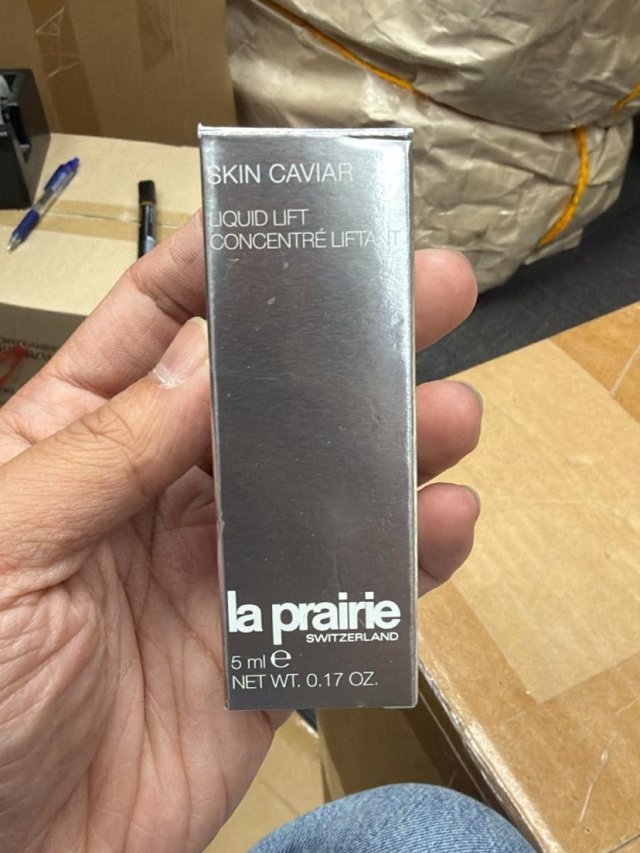 SKIN CAVIAR
LIQUID LIFT
CONCENTRÉ LIFTANT
la prairie
SWITZERLAND
5 ml ℮
NET WT. 0.17 OZ.